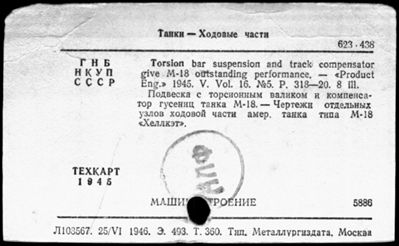 Танки — Ходовые части
623 · 438
ГНБ
НКУП
СССР
Torsion bar suspension and track compensator
give M-18 outstanding performance. — «Product
Eng.» 1945. V. Vol. 16. №5. P. 318—20. 8 ill.
Подвеска с торсионным валиком и компенса-
тор гусениц танка М-18. — Чертежи отдельных
узлов ходовой части амер. танка типа М-18
«Хеллкэт».
ТЕХКАРТ
1945
МАШИНОСТРОЕНИЕ
5886
Л103567. 25/VI 1946. Э. 493. Т. 360. Тип. Металлургиздата. Москва